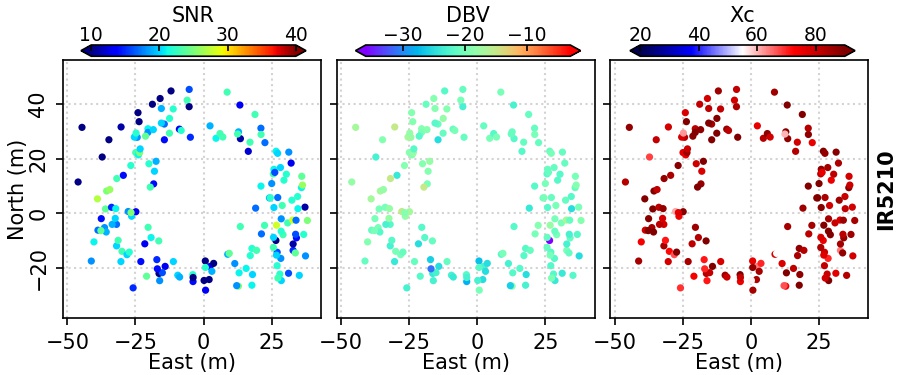 SNR DBV Xc
10 20 30 40 −30 −20 −10 20 40 60 80
40
20
0
−20
North (m)
IR5210
−50 −25 0 25 −50 −25 0 25 −50 −25 0 25
East (m) East (m) East (m)